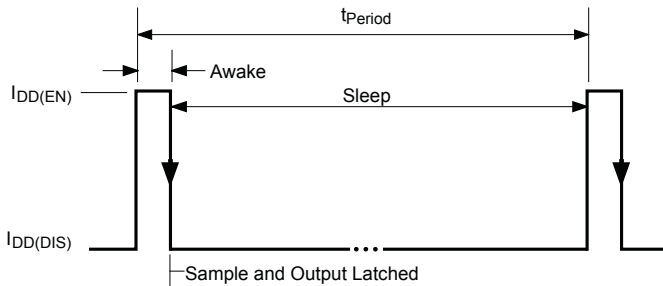 tPeriod
Awake
IDD(EN)
Sleep
IDD(DIS)
Sample and Output Latched